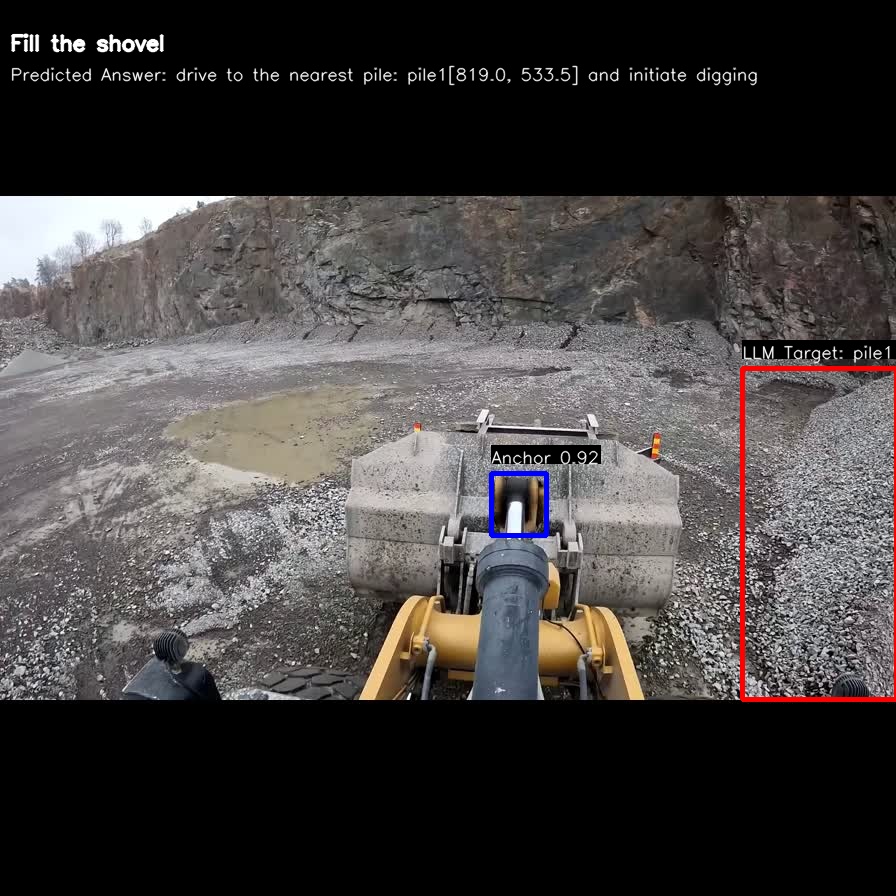 Fill the shovel
Predicted Answer: drive to the nearest pile: pile1[819.0, 533.5] and initiate digging
LLM Target: pile1
Anchor 0.92